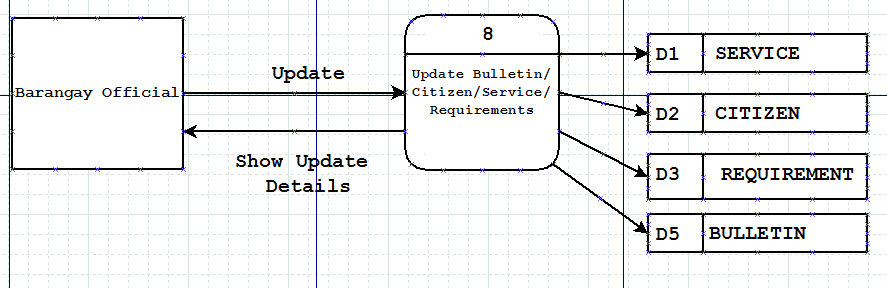 Barangay Official
Update
Show Update
Details
8
Update Bulletin/
Citizen/Service/
Requirements
D1 SERVICE
D2 CITIZEN
D3 REQUIREMENT
D5 BULLETIN